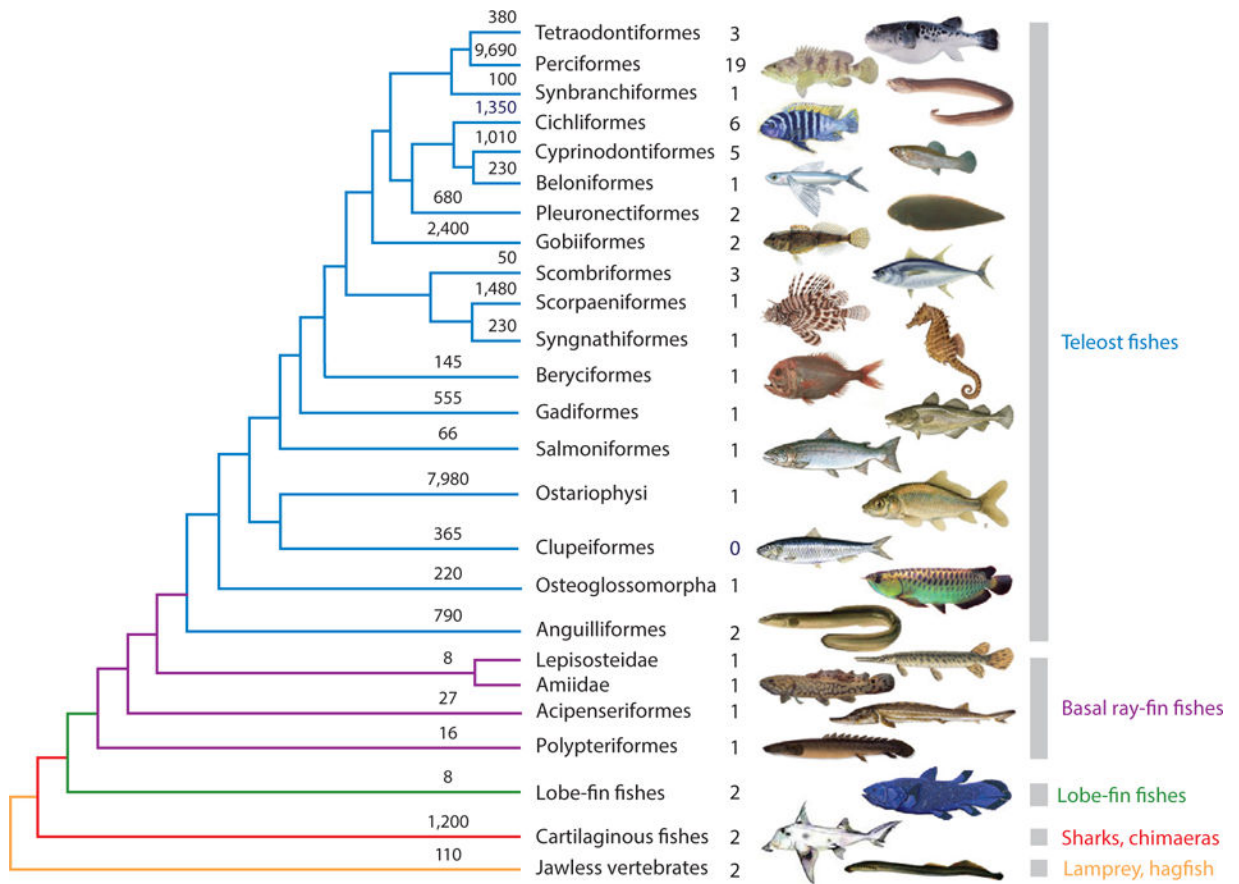 380
Tetraodontiformes 3
9,690
Perciformes 19
100
Synbranchiformes 1
1,350
Cichliformes 6
1,010
Cyprinodontiformes 5
230
Beloniformes 1
680
Pleuronectiformes 2
2,400
Gobiiformes 2
50
Scombriformes 3
1,480
Scorpaeniformes 1
230
Syngnathiformes 1
Teleost fishes
145
Beryciformes 1
555
Gadiformes 1
66
Salmoniformes 1
7,980
Ostariophysi 1
365
Clupeiformes 0
220
Osteoglossomorpha 1
790
Anguilliformes 2
8
Lepisosteidae 1
Amiidae 1
27
Acipenseriformes 1
Basal ray-fin fishes
16
Polypteriformes 1
8
Lobe-fin fishes 2
Lobe-fin fishes
1,200
Cartilaginous fishes 2
Sharks, chimaeras
110
Jawless vertebrates 2
Lamprey, hagfish